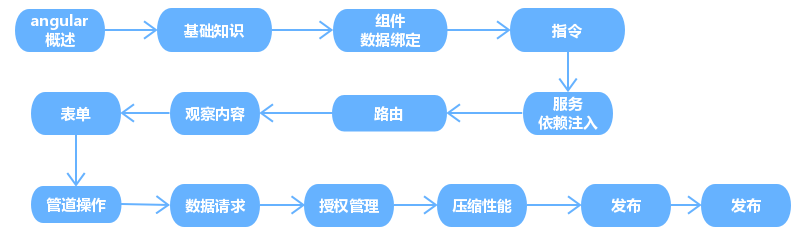 angular
概述
基础知识
组件
数据绑定
指令
服务
依赖注入
路由
观察内容
表单
管道操作
数据请求
授权管理
压缩性能
发布
发布